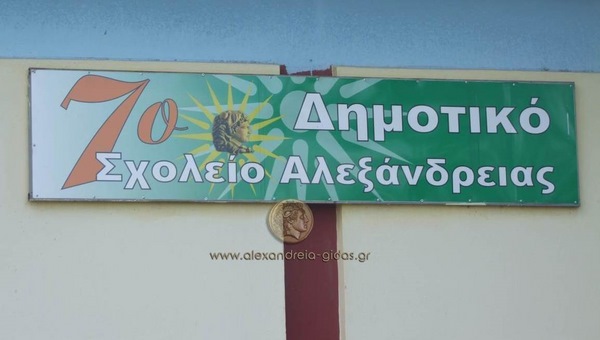 7ο Δημοτικό
Σχολείο Αλεξάνδρειας
www.alexandreia-gidas.gr